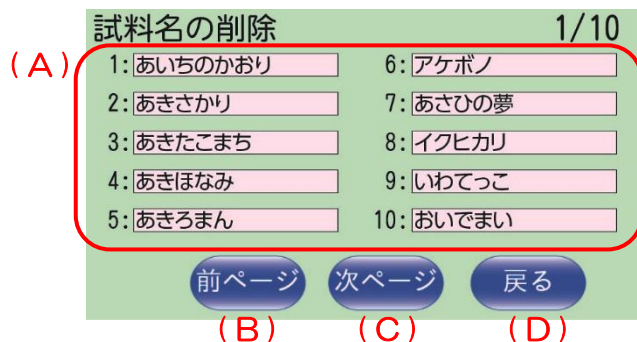 試料名の削除 1/10
(A)
1:あいちのかおり 6:アケボノ
2:あきさかり 7:あさひの夢
3:あきたこまち 8:イクヒカリ
4:あきほなみ 9:いわてっこ
5:あきろまん 10:おいでまい
前ページ 次ページ 戻る
(B) (C) (D)